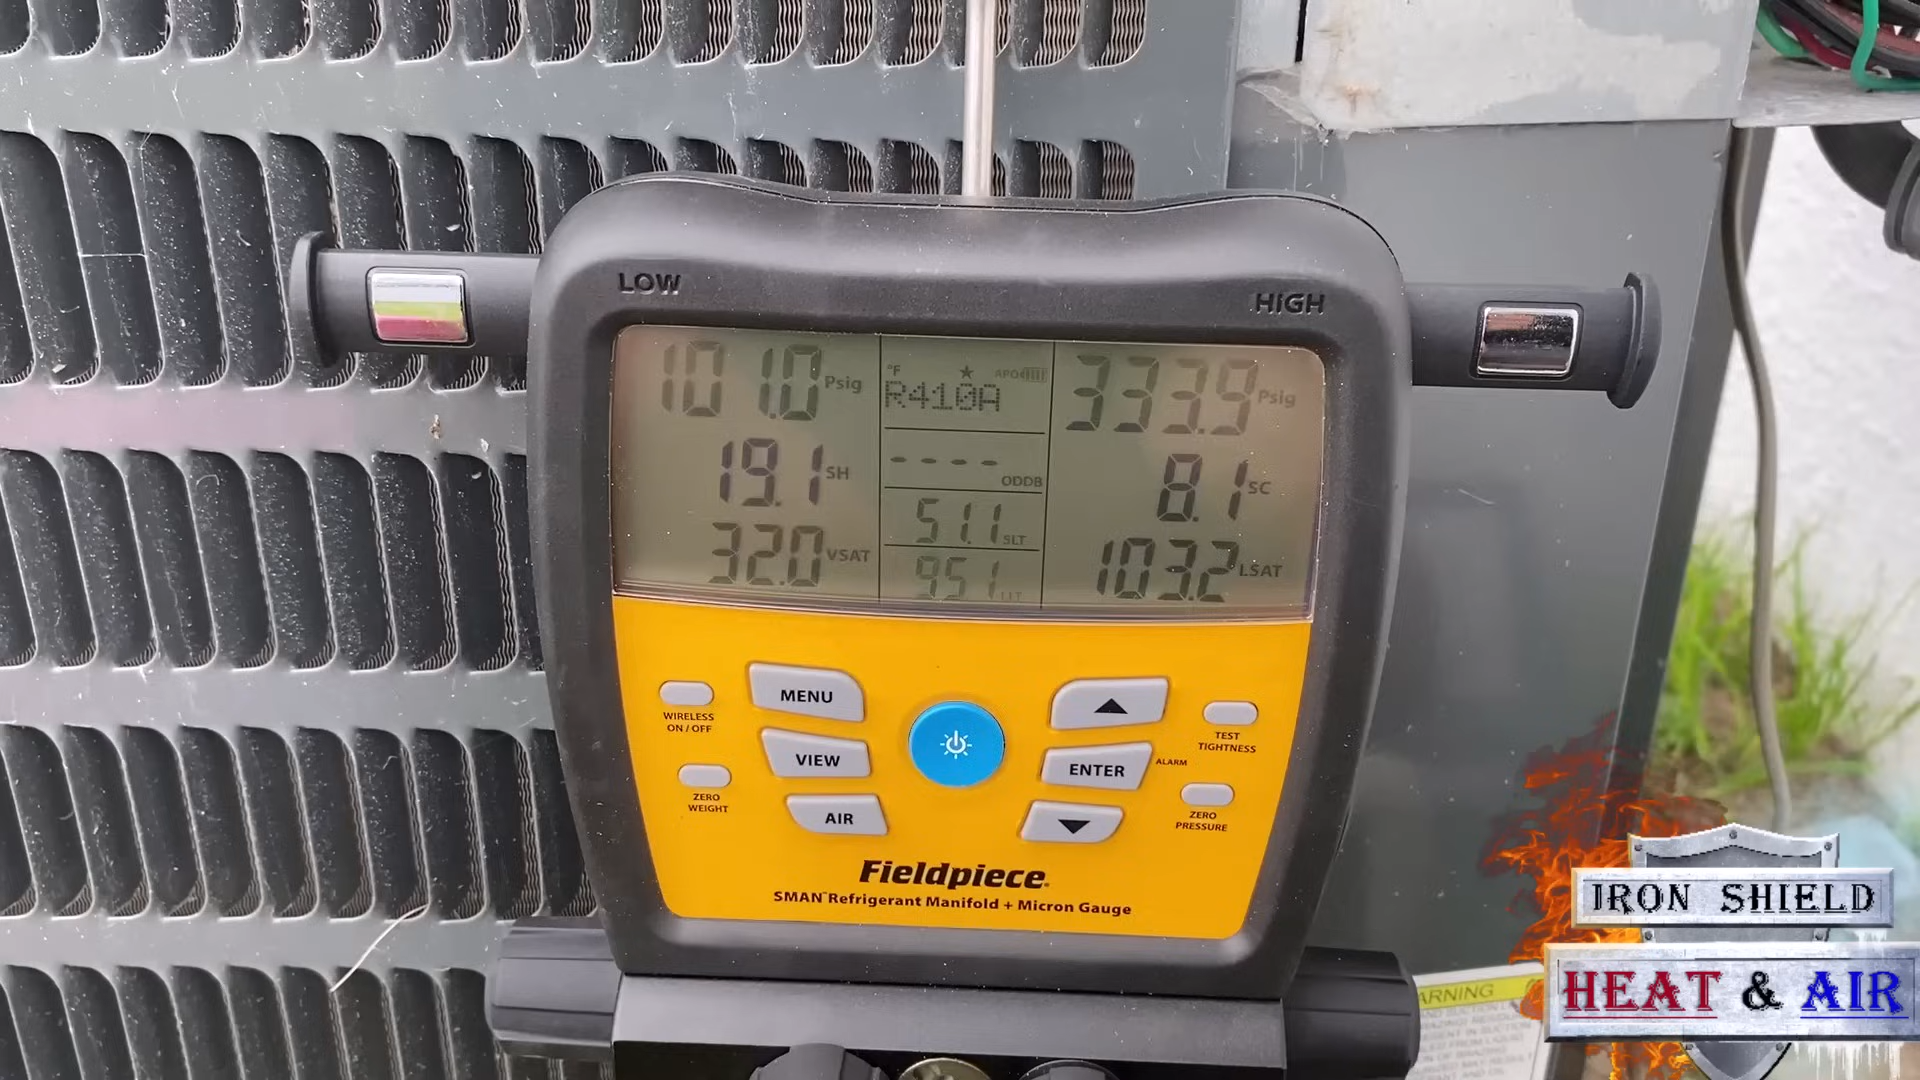 LOW
HIGH
101.0 Psig
°F
APO
R410A
333.9 Psig
19.1 SH
----
ODDB
8.1 SC
51.1 SLT
32.0 VSAT
95.1 LLT
103.2 LSAT
MENU
WIRELESS
ON / OFF
VIEW
ZERO
WEIGHT
AIR
TEST
TIGHTNESS
ENTER
ALARM
ZERO
PRESSURE
Fieldpiece
SMAN™ Refrigerant Manifold + Micron Gauge
IRON SHIELD
HEAT & AIR
ARNING